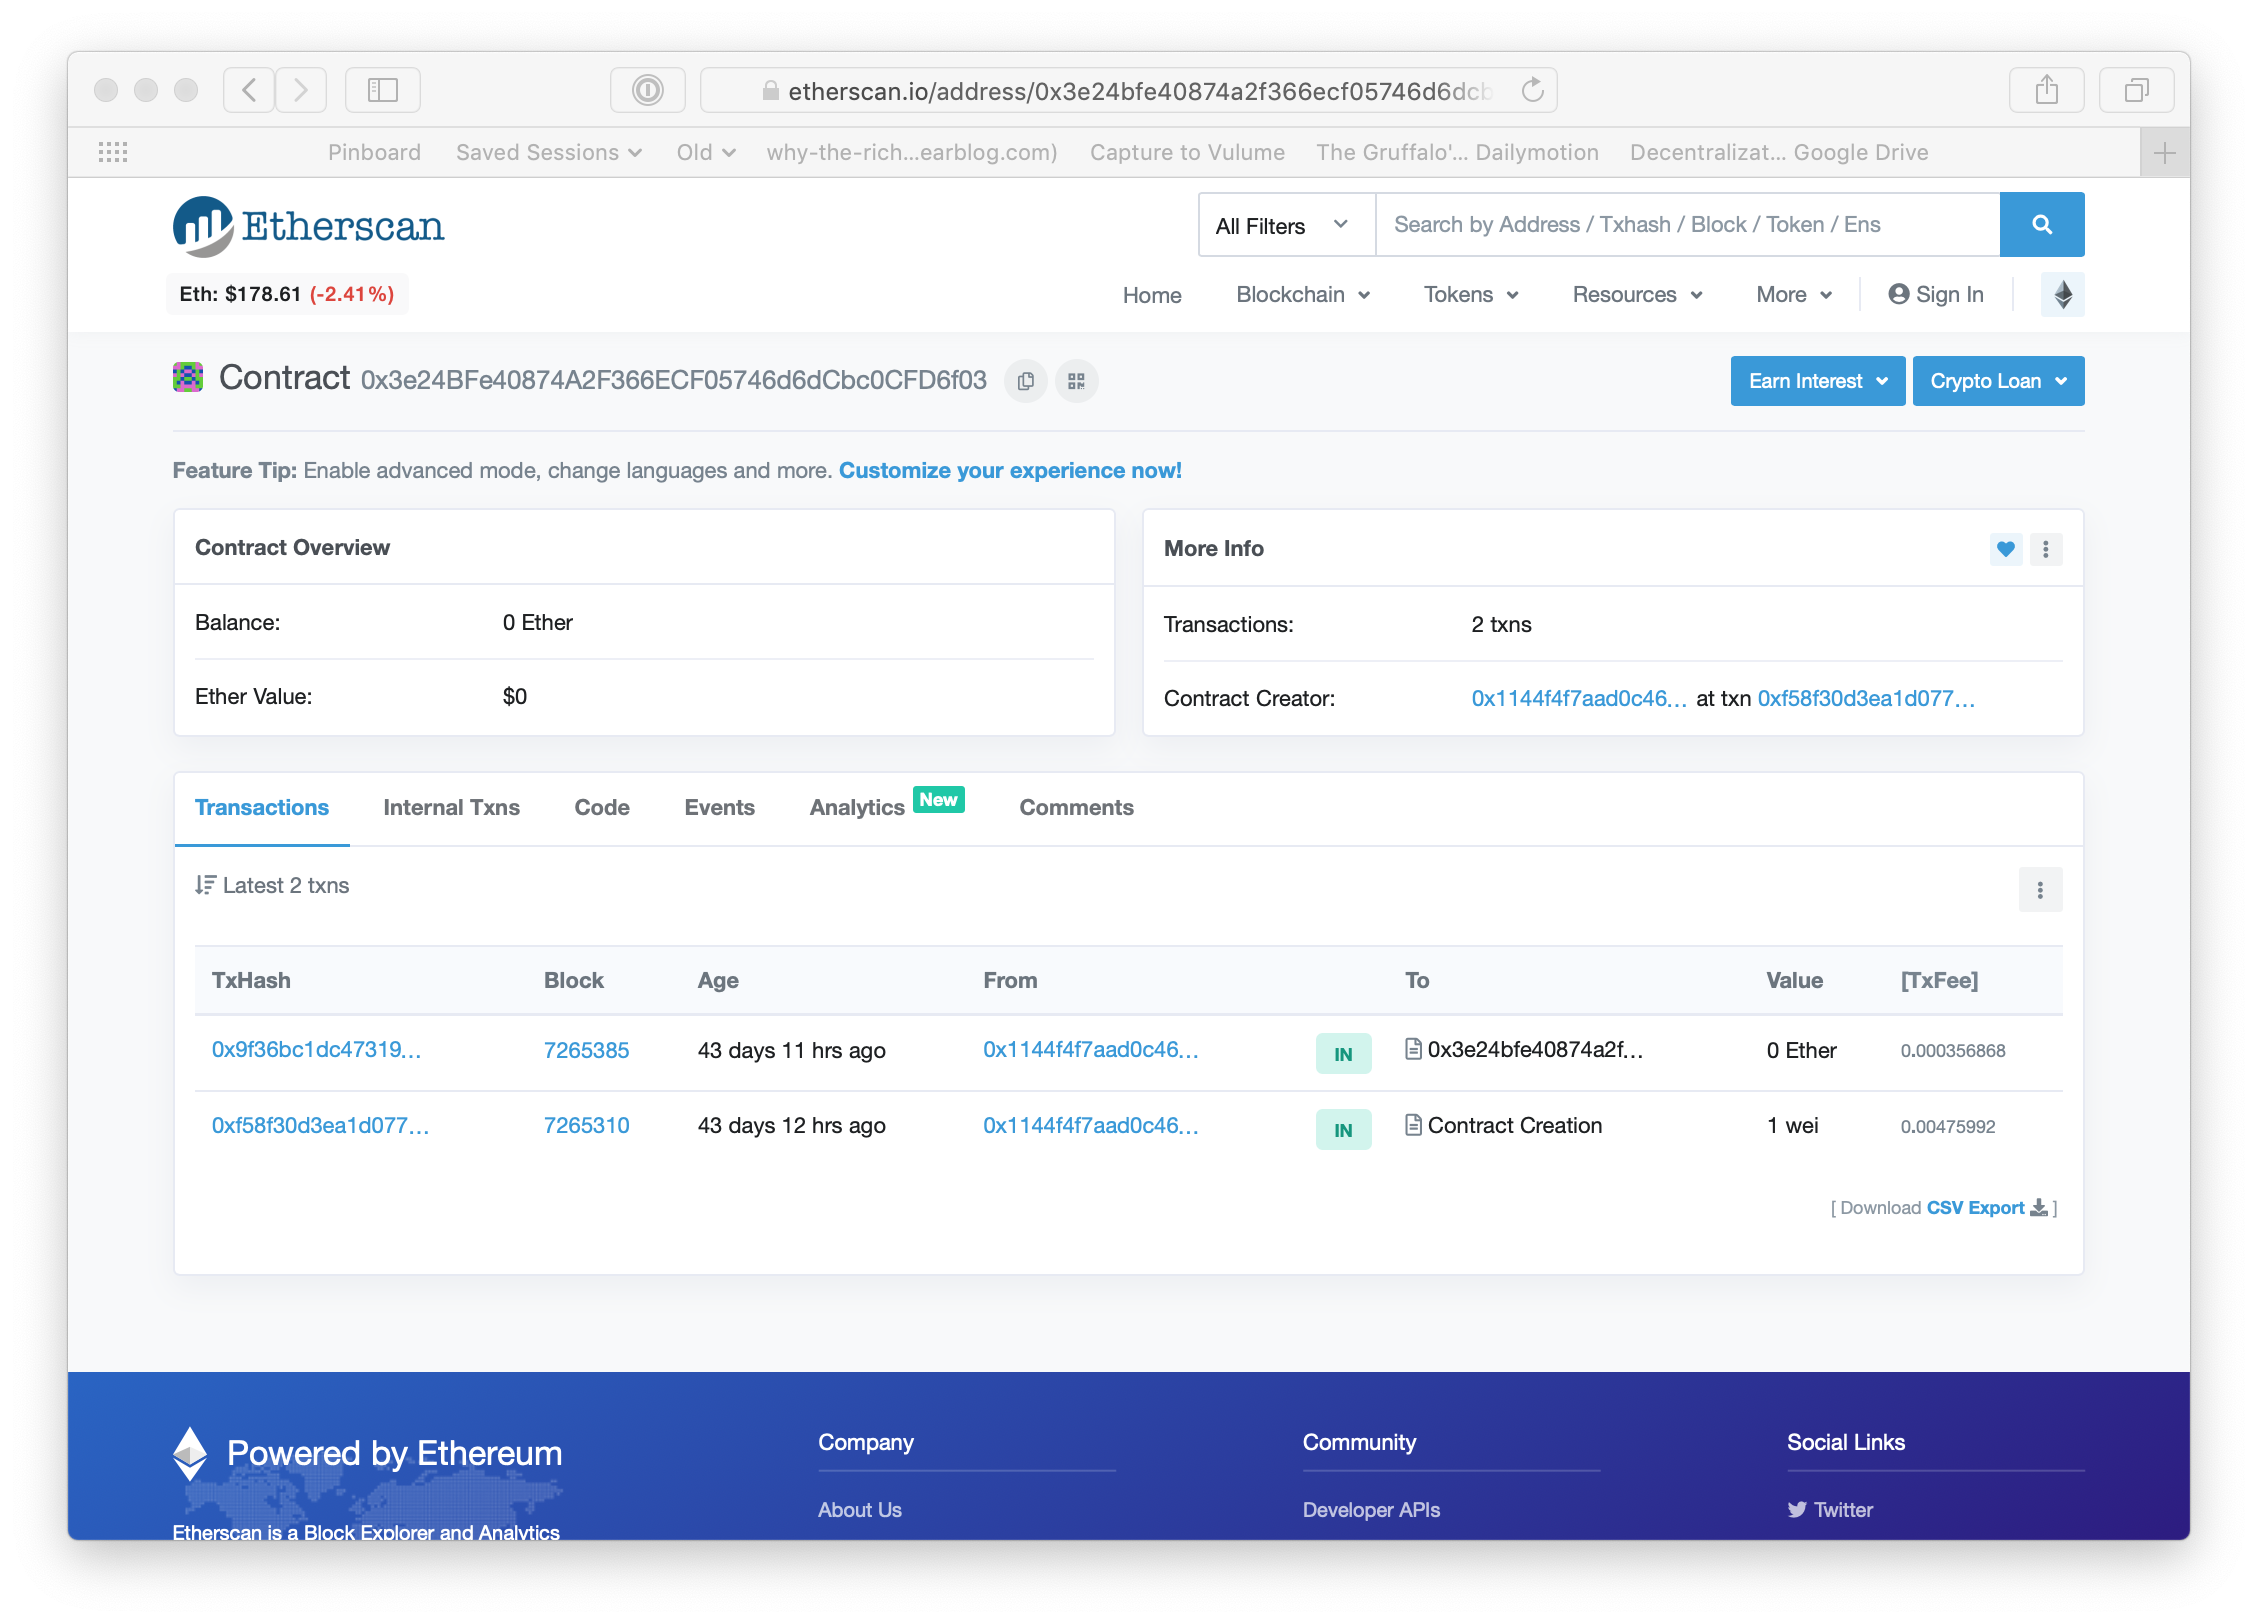 etherscan.io/address/0x3e24bfe40874a2f366ecf05746d6dcb
Pinboard Saved Sessions Old why-the-rich...earblog.com) Capture to Vulume The Gruffalo'... Dailymotion Decentralizat... Google Drive
Etherscan
All Filters Search by Address / Txhash / Block / Token / Ens
Eth: $178.61 (-2.41%)
Home Blockchain Tokens Resources More Sign In
Contract 0x3e24BFe40874A2F366ECF05746d6dCbc0CFD6f03
Earn Interest Crypto Loan
Feature Tip: Enable advanced mode, change languages and more. Customize your experience now!
Contract Overview
Balance: 0 Ether
Ether Value: $0
More Info
Transactions: 2 txns
Contract Creator: 0x1144f4f7aad0c46... at txn 0xf58f30d3ea1d077...
Transactions Internal Txns Code Events Analytics New Comments
Latest 2 txns
TxHash Block Age From To Value [TxFee]
0x9f36bc1dc47319... 7265385 43 days 11 hrs ago 0x1144f4f7aad0c46... IN 0x3e24bfe40874a2f... 0 Ether 0.000356868
0xf58f30d3ea1d077... 7265310 43 days 12 hrs ago 0x1144f4f7aad0c46... IN Contract Creation 1 wei 0.00475992
[ Download CSV Export ]
Powered by Ethereum
Etherscan is a Block Explorer and Analytics
Company
About Us
Community
Developer APIs
Social Links
Twitter